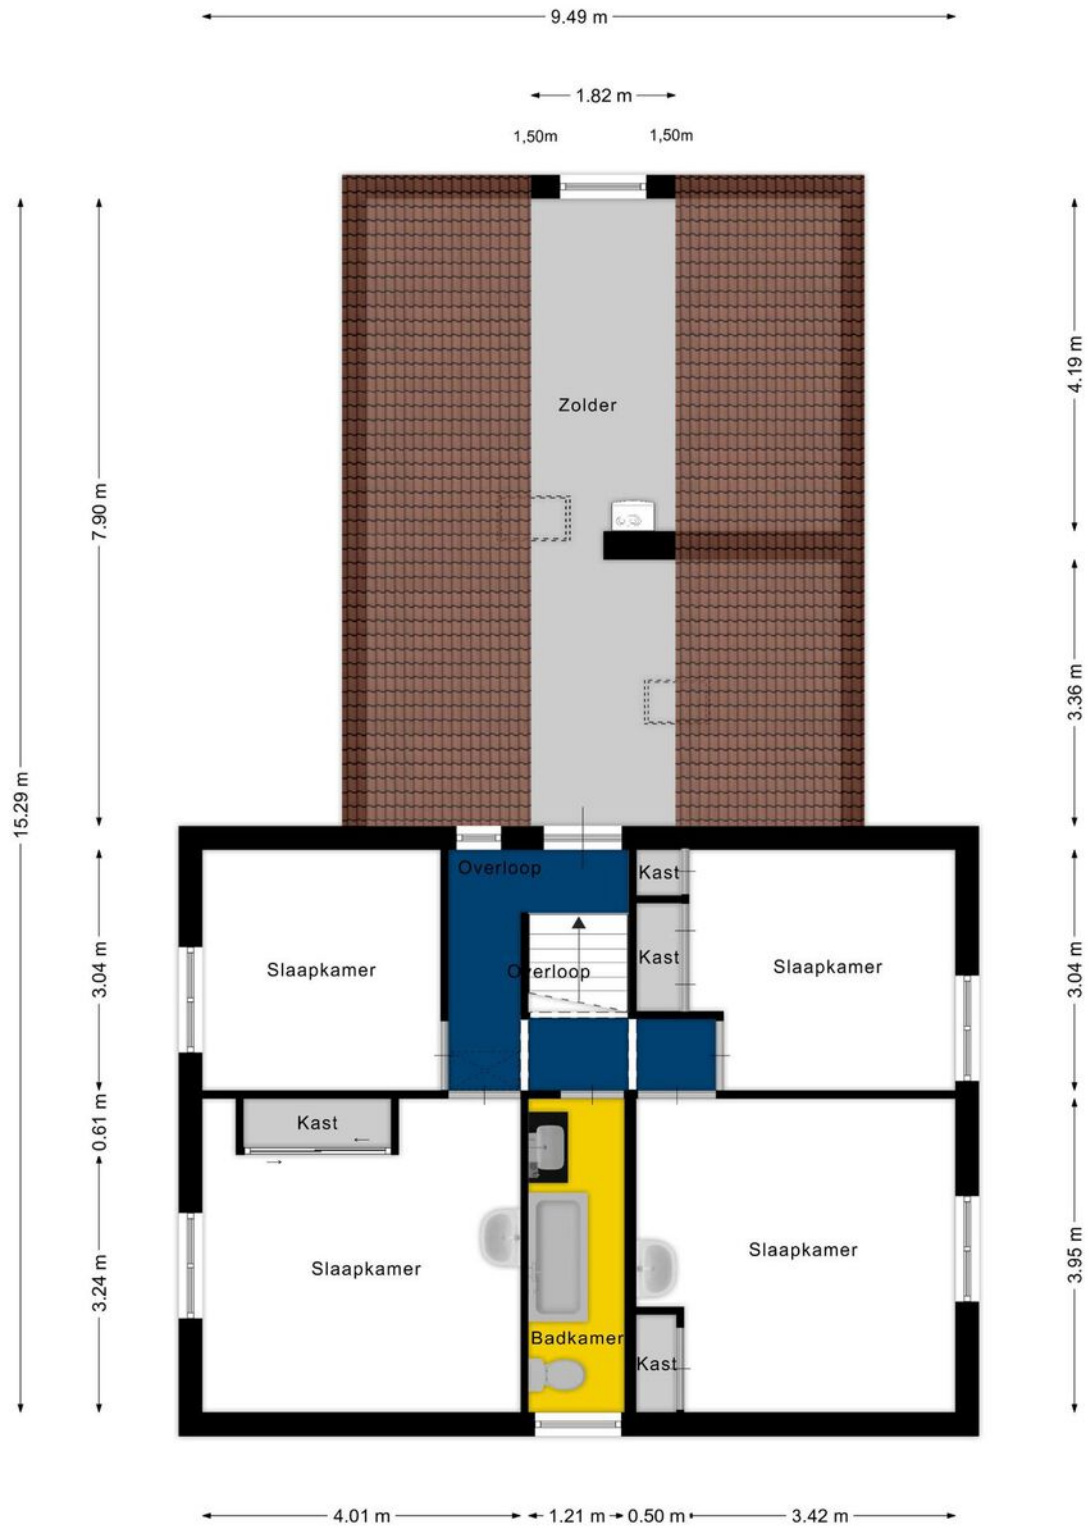 9.49 m
1.82 m
1,50m 1,50m
4.19 m
Zolder
7.90 m
3.36 m
15.29 m
Overloop
Kast
Kast
Slaapkamer
Overloop
Slaapkamer
3.04 m
3.04 m
0.61 m
Kast
Slaapkamer
Slaapkamer
3.24 m
3.95 m
Badkamer
Kast
4.01 m 1.21 m 0.50 m 3.42 m